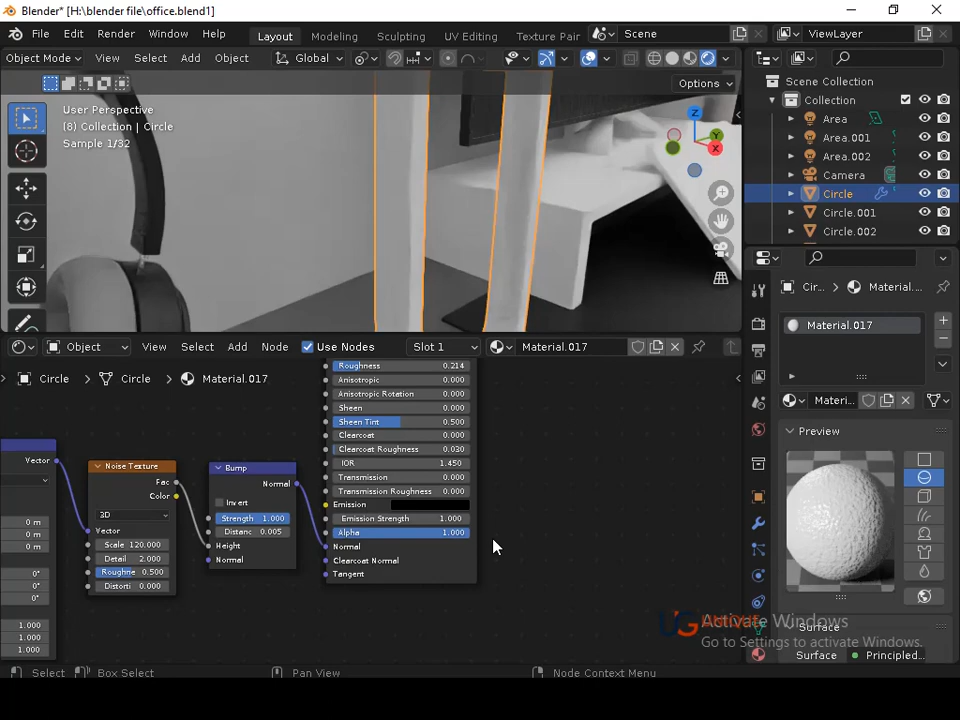 Blender* [H:\blender file\office.blend1]
File Edit Render Window Help Layout Modeling Sculpting UV Editing Texture Pair Scene ViewLayer
Object Mode View Select Add Object Global
Options
User Perspective
(8) Collection | Circle
Sample 1/32
Z
Y
X
Scene Collection
Collection
Area
Area.001
Area.002
Camera
Circle
Circle.001
Circle.002
Cir... Material....
Material.017
Materi...
Preview
Surface
Surface Principled...
Object View Select Add Node Use Nodes Slot 1 Material.017
Circle Circle Material.017
Vector
0 m
0 m
0 m
0°
0°
0°
1.000
1.000
1.000
Noise Texture
Fac
Color
3D
Vector
Scale 120.000
Detail 2.000
Roughne 0.500
Distorti 0.000
Bump
Normal
Invert
Strength 1.000
Distanc 0.005
Height
Normal
Roughness 0.214
Anisotropic 0.000
Anisotropic Rotation 0.000
Sheen 0.000
Sheen Tint 0.500
Clearcoat 0.000
Clearcoat Roughness 0.030
IOR 1.450
Transmission 0.000
Transmission Roughness 0.000
Emission
Emission Strength 1.000
Alpha 1.000
Normal
Clearcoat Normal
Tangent
UG
Activate Windows
Go to Settings to activate Windows.
Select Box Select Pan View Node Context Menu